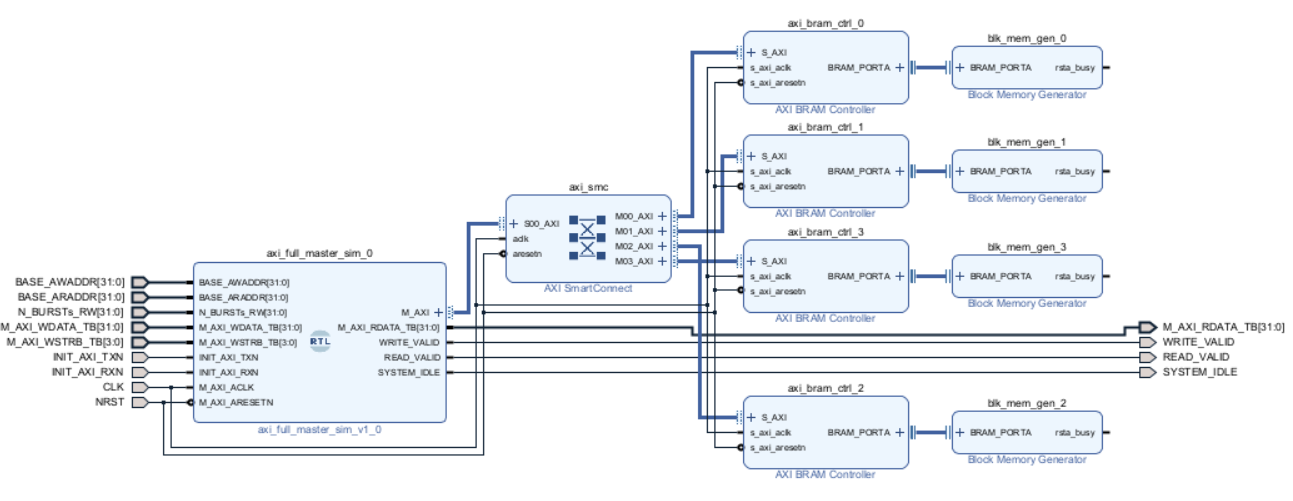 axi_bram_ctrl_0
S_AXI
s_axi_aclk
s_axi_aresetn
BRAM_PORTA
AXI BRAM Controller
blk_mem_gen_0
BRAM_PORTA
rsta_busy
Block Memory Generator
axi_bram_ctrl_1
S_AXI
s_axi_aclk
s_axi_aresetn
BRAM_PORTA
AXI BRAM Controller
blk_mem_gen_1
BRAM_PORTA
rsta_busy
Block Memory Generator
axi_smc
S00_AXI
aclk
aresetn
M00_AXI
M01_AXI
M02_AXI
M03_AXI
AXI SmartConnect
axi_bram_ctrl_3
S_AXI
s_axi_aclk
s_axi_aresetn
BRAM_PORTA
AXI BRAM Controller
blk_mem_gen_3
BRAM_PORTA
rsta_busy
Block Memory Generator
BASE_AWADDR[31:0]
BASE_ARADDR[31:0]
N_BURSTs_RW[31:0]
M_AXI_WDATA_TB[31:0]
M_AXI_WSTRB_TB[3:0]
INIT_AXI_TXN
INIT_AXI_RXN
CLK
NRST
axi_full_master_sim_0
BASE_AWADDR[31:0]
BASE_ARADDR[31:0]
N_BURSTs_RW[31:0]
M_AXI_WDATA_TB[31:0]
M_AXI_WSTRB_TB[3:0]
INIT_AXI_TXN
INIT_AXI_RXN
M_AXI_ACLK
M_AXI_ARESETN
RTL
M_AXI
M_AXI_RDATA_TB[31:0]
WRITE_VALID
READ_VALID
SYSTEM_IDLE
axi_full_master_sim_v1_0
M_AXI_RDATA_TB[31:0]
WRITE_VALID
READ_VALID
SYSTEM_IDLE
axi_bram_ctrl_2
S_AXI
s_axi_aclk
s_axi_aresetn
BRAM_PORTA
AXI BRAM Controller
blk_mem_gen_2
BRAM_PORTA
rsta_busy
Block Memory Generator